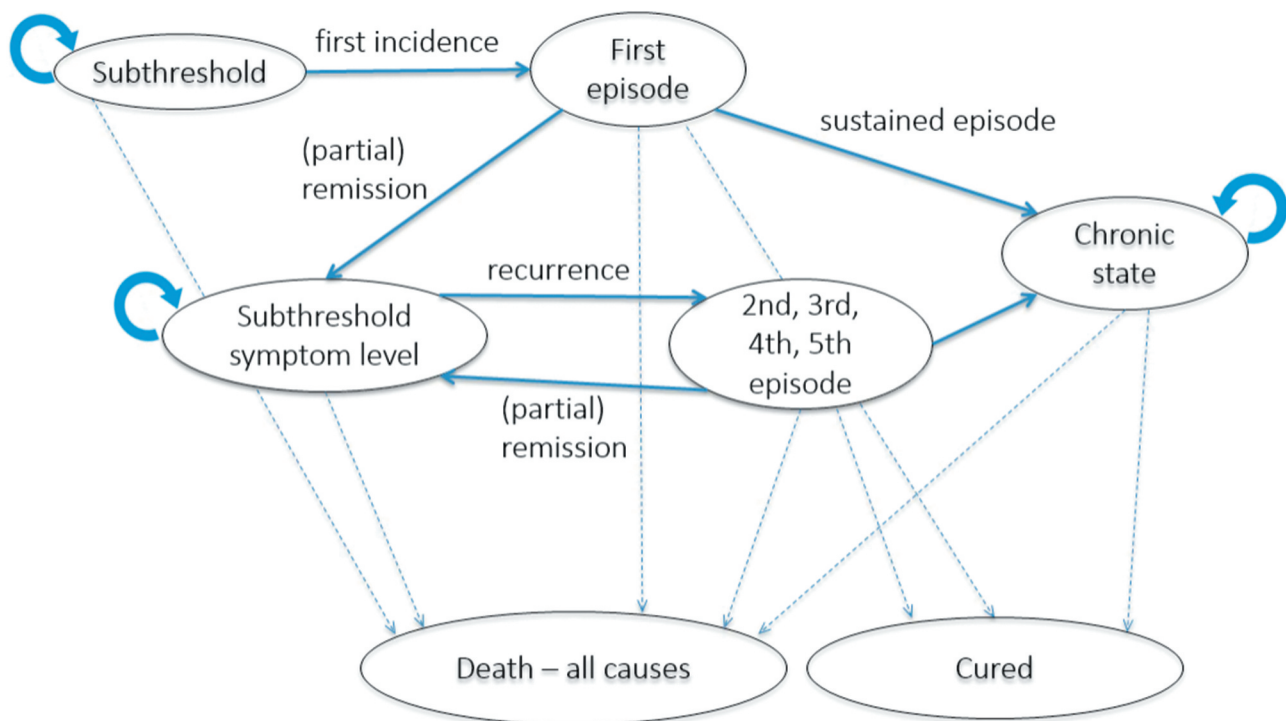 Subthreshold
first incidence
First
episode
sustained episode
(partial)
remission
Chronic
state
recurrence
Subthreshold
symptom level
2nd, 3rd,
4th, 5th
episode
(partial)
remission
Death – all causes
Cured